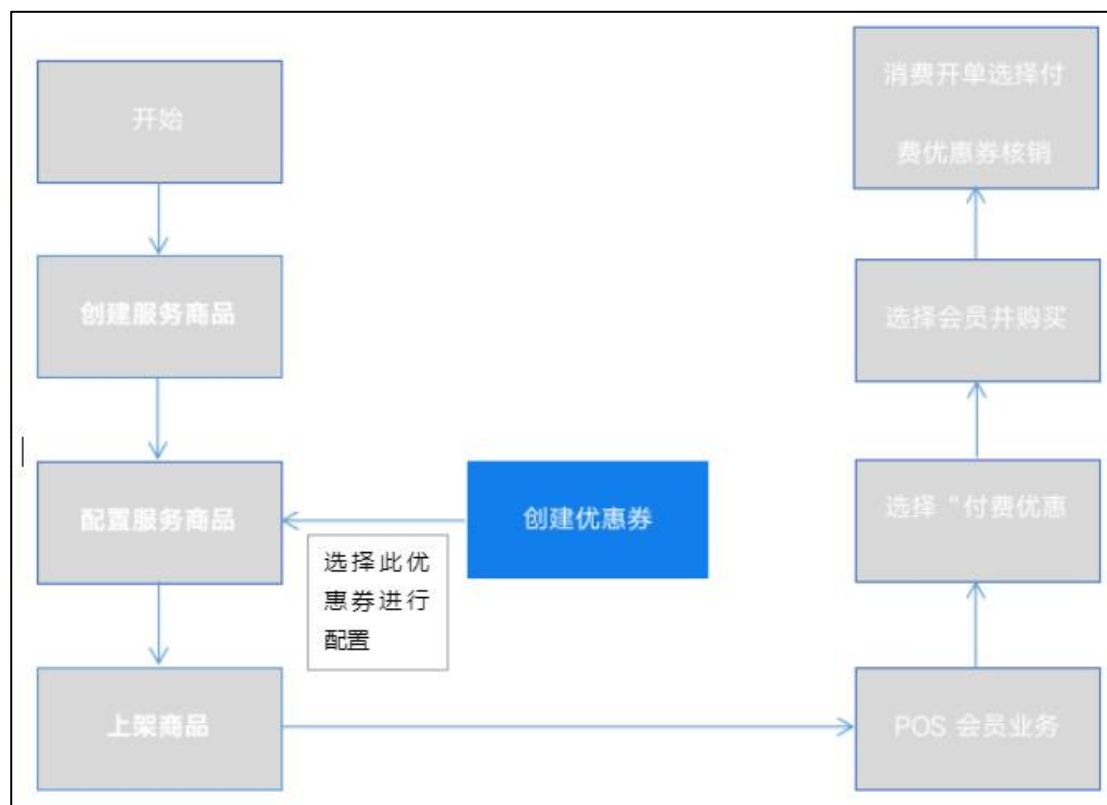 开始
创建服务商品
配置服务商品
创建优惠券
选择此优
惠券进行
配置
上架商品
POS 会员业务
选择“付费优惠
选择会员并购买
消费开单选择付
费优惠券核销